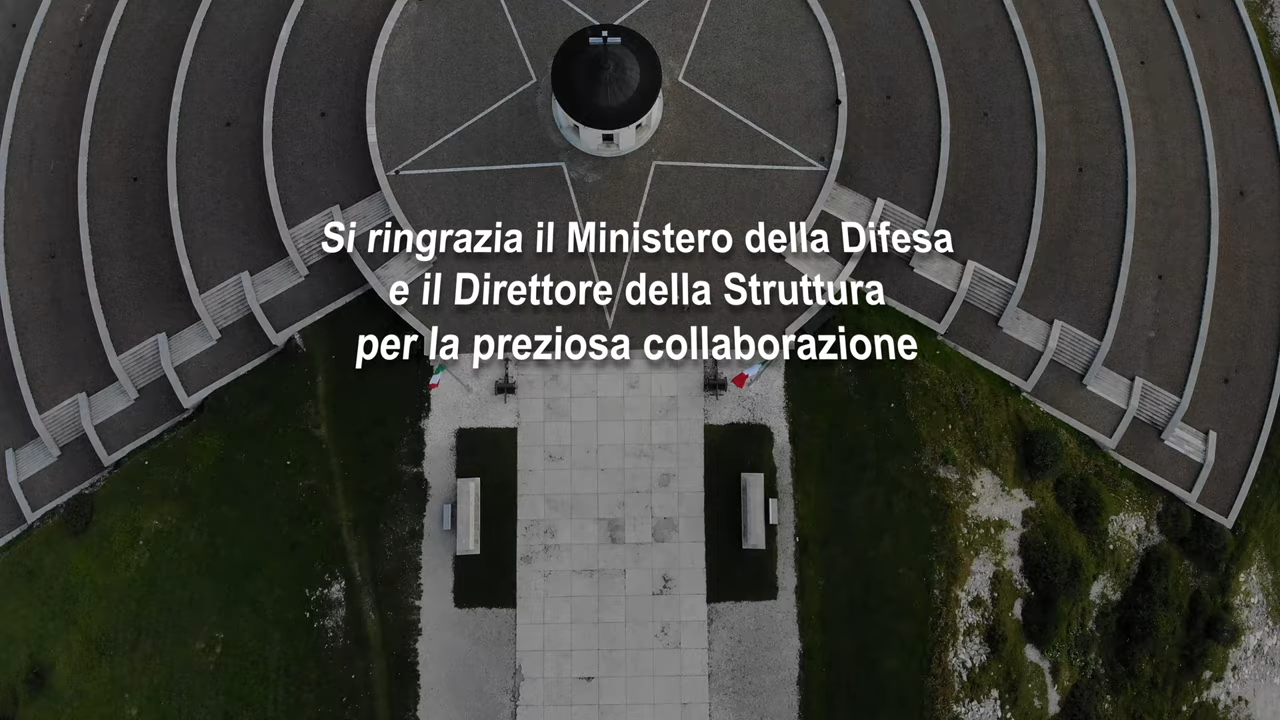 Si ringrazia il Ministero della Difesa
e il Direttore della Struttura
per la preziosa collaborazione